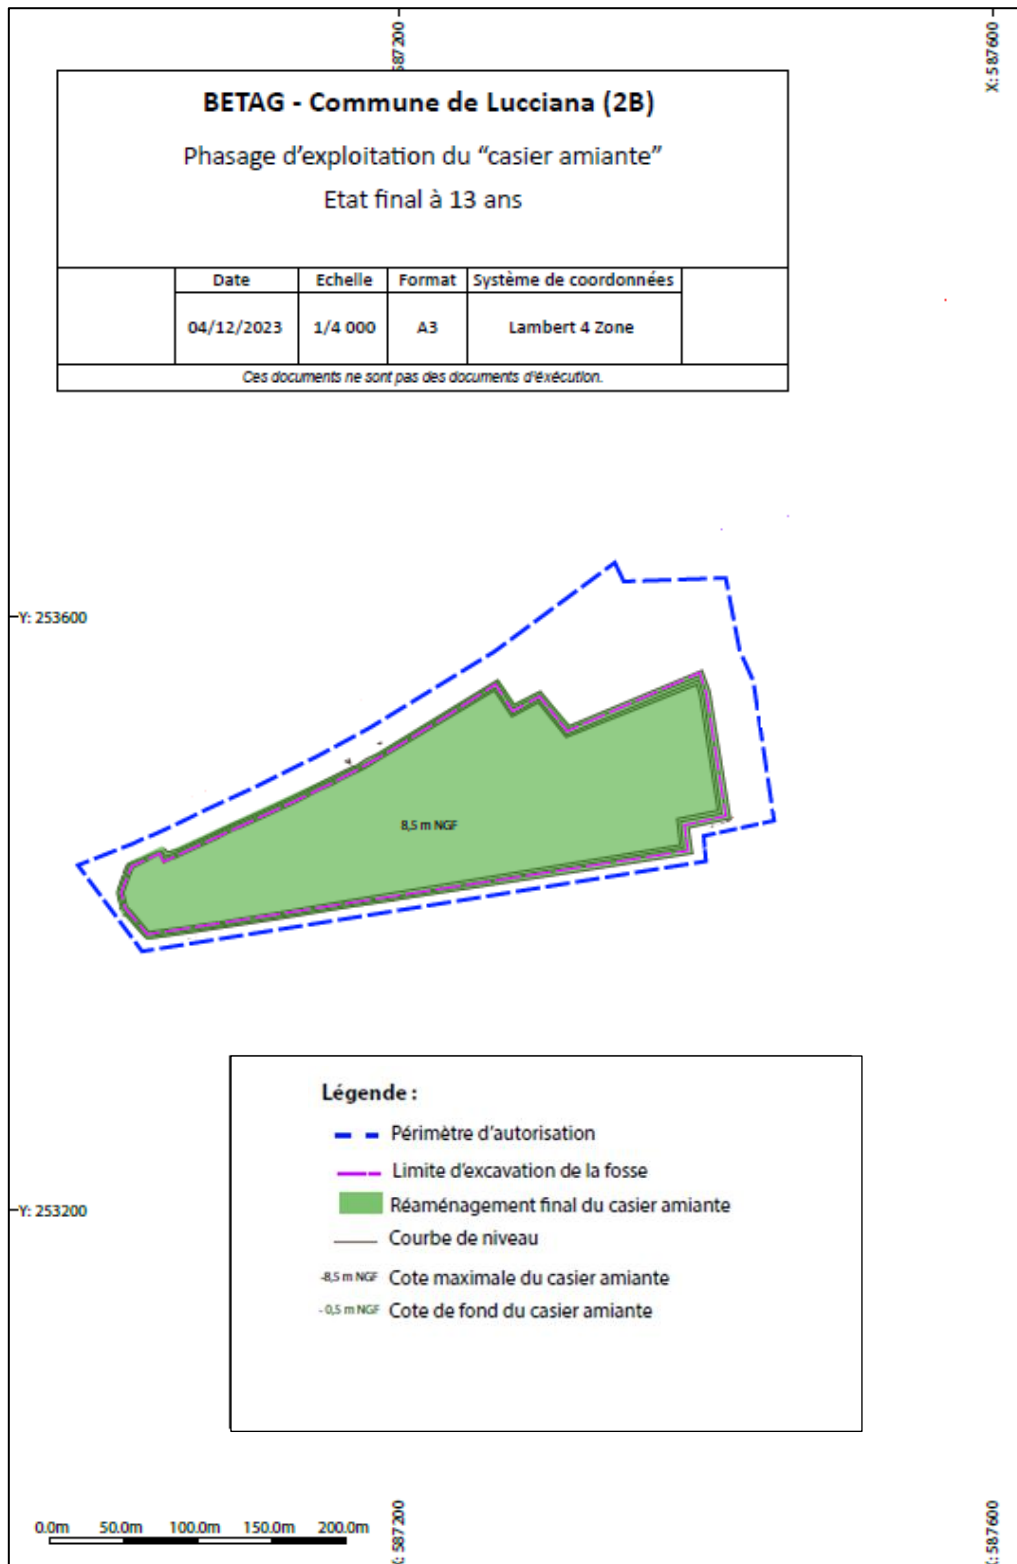 X: 587200
X: 587600
BETAG - Commune de Lucciana (2B)
Phasage d'exploitation du “casier amiante”
Etat final à 13 ans
Date Echelle Format Système de coordonnées
04/12/2023 1/4 000 A3 Lambert 4 Zone
Ces documents ne sont pas des documents d'éxécution.
Y: 253600
8,5 m NGF
Légende :
Périmètre d'autorisation
Limite d'excavation de la fosse
Réaménagement final du casier amiante
Y: 253200
Courbe de niveau
-8,5 m NGF Cote maximale du casier amiante
- 0,5 m NGF Cote de fond du casier amiante
0.0m 50.0m 100.0m 150.0m 200.0m
X: 587200
X: 587600